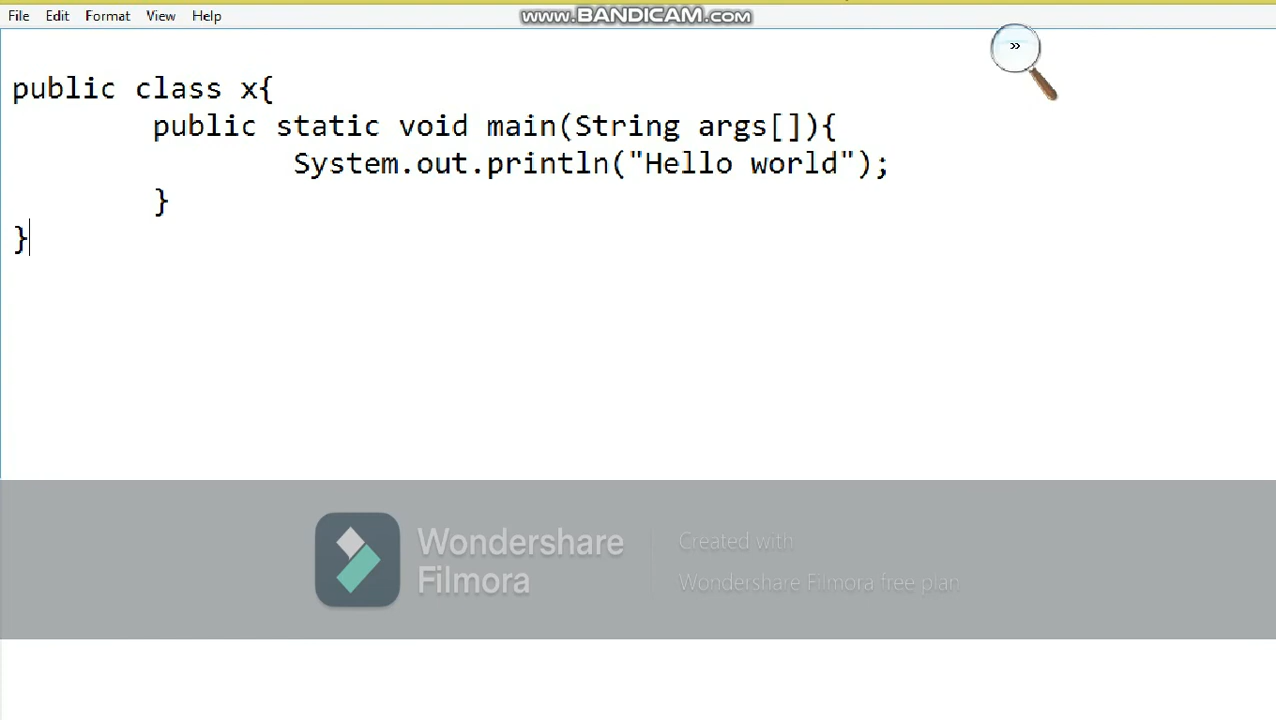 File Edit Format View Help
www.BANDICAM.com
»
public class x{
public static void main(String args[]){
System.out.println("Hello world");
}
}
Wondershare
Filmora
Created with
Wondershare Filmora free plan